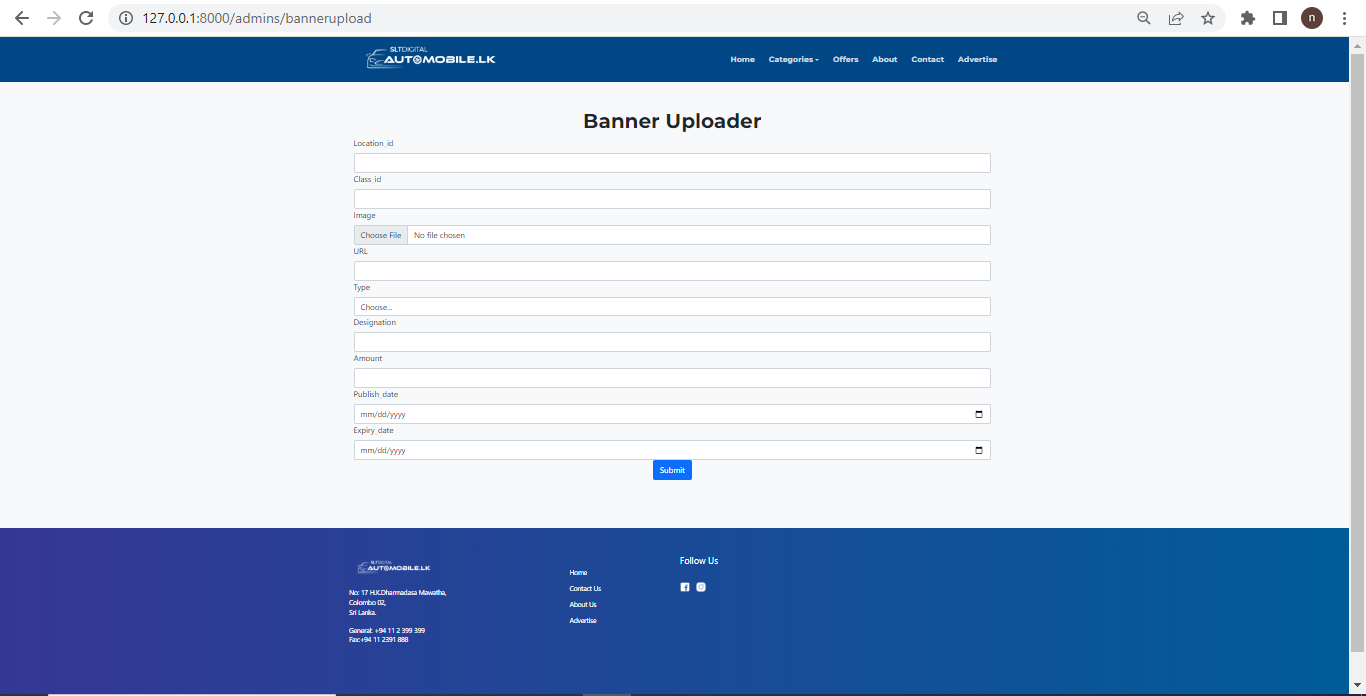 127.0.0.1:8000/admins/bannerupload
n
SLTDIGITAL
AUTOMOBILE.LK
Home Categories Offers About Contact Advertise
Banner Uploader
Location_id
Class_id
Image
Choose File No file chosen
URL
Type
Choose...
Designation
Amount
Publish_date
mm/dd/yyyy
Expiry_date
mm/dd/yyyy
Submit
SLTDIGITAL
AUTOMOBILE.LK
No: 17 H.K.Dharmadasa Mawatha,
Colombo 02,
Sri Lanka.
General: +94 11 2 399 399
Fax:+94 11 2391 888
Home
Contact Us
About Us
Advertise
Follow Us